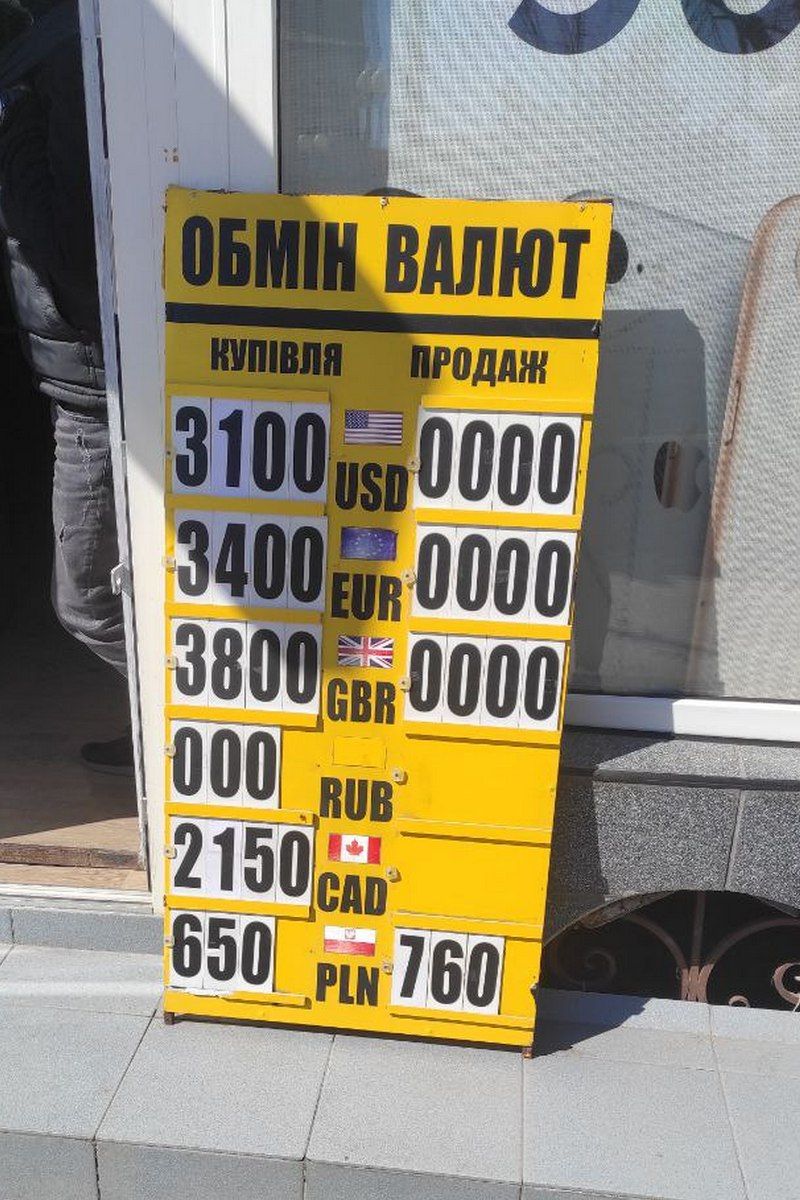 ОБМІН ВАЛЮТ
КУПІВЛЯ ПРОДАЖ
3100 USD 0000
3400 EUR 0000
3800 GBR 0000
000 RUB
2150 CAD
650 PLN 760